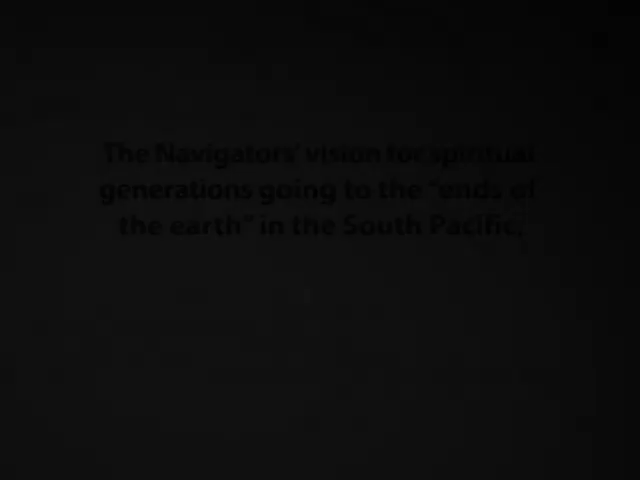 The Navigators' vision for spiritual
generations going to the "ends of
the earth" in the South Pacific.